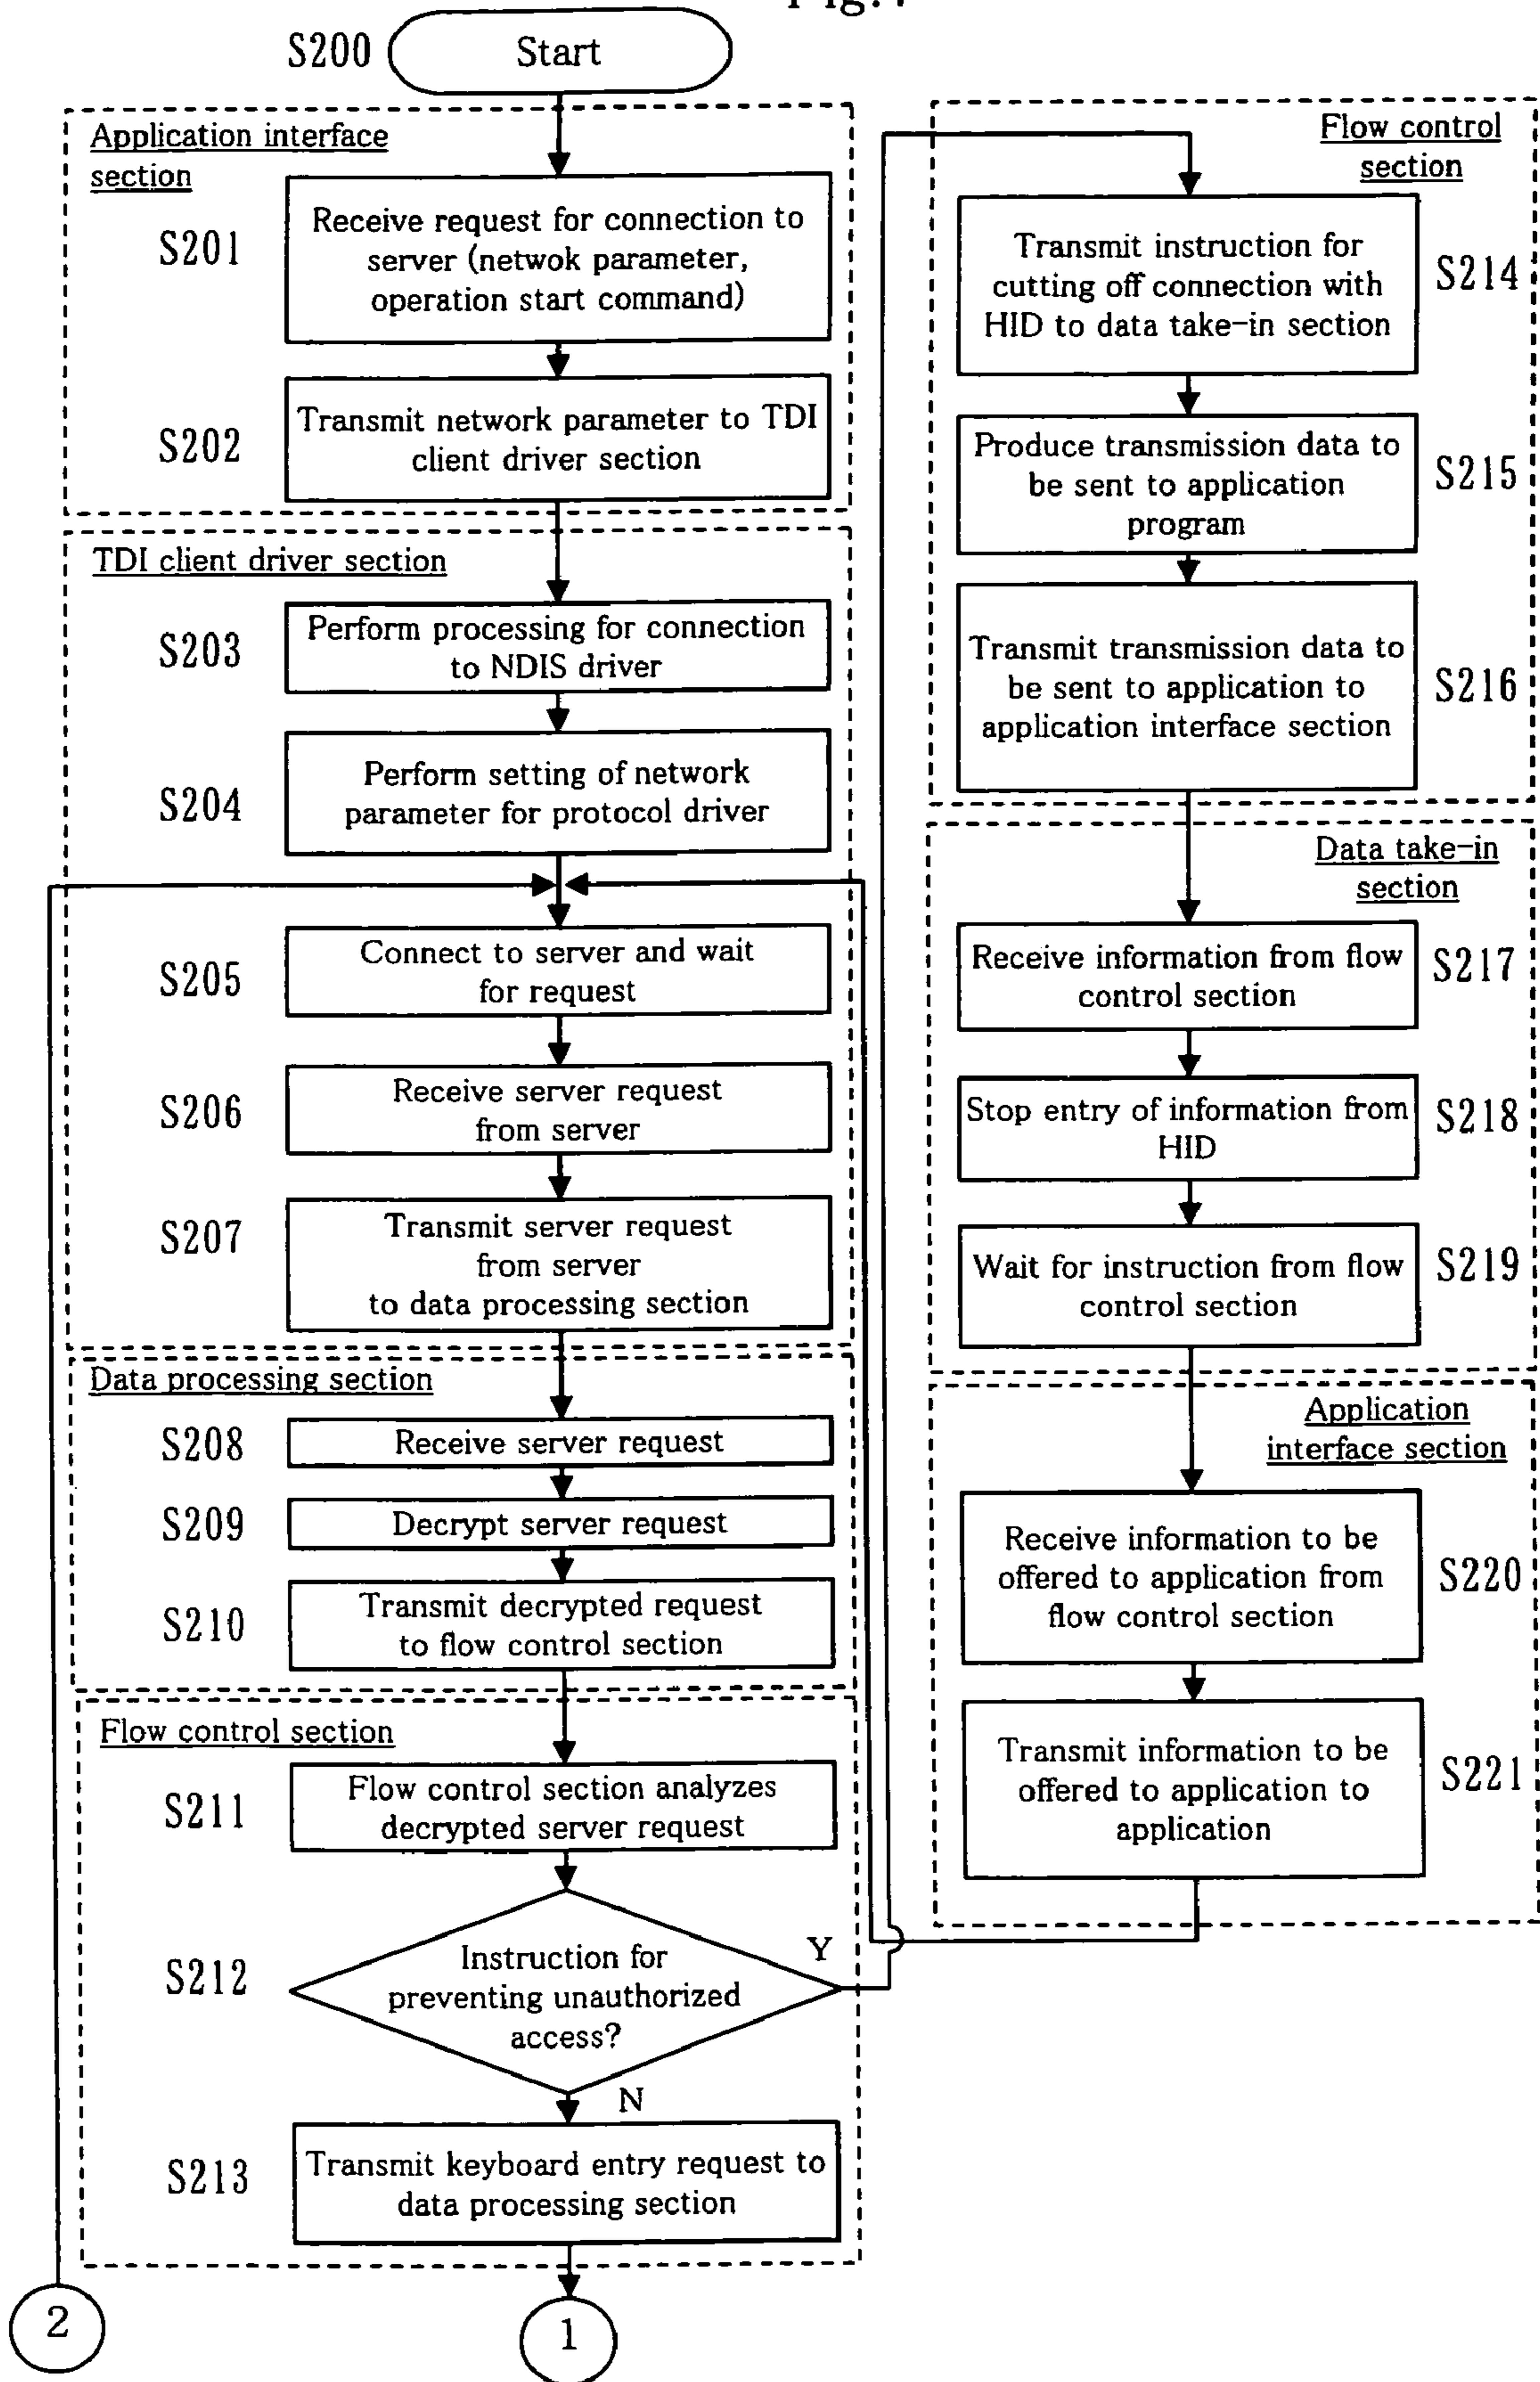 S200
Start
Application interface
section
S201
Receive request for connection to
server (netwok parameter,
operation start command)
S202
Transmit network parameter to TDI
client driver section
TDI client driver section
S203
Perform processing for connection
to NDIS driver
S204
Perform setting of network
parameter for protocol driver
S205
Connect to server and wait
for request
S206
Receive server request
from server
S207
Transmit server request
from server
to data processing section
Data processing section
S208
Receive server request
S209
Decrypt server request
S210
Transmit decrypted request
to flow control section
Flow control section
S211
Flow control section analyzes
decrypted server request
S212
Instruction for
preventing unauthorized
access?
Y
N
S213
Transmit keyboard entry request to
data processing section
2
1
Flow control
section
Transmit instruction for
cutting off connection with
HID to data take-in section
S214
Produce transmission data to
be sent to application
program
S215
Transmit transmission data to
be sent to application to
application interface section
S216
Data take-in
section
Receive information from flow
control section
S217
Stop entry of information from
HID
S218
Wait for instruction from flow
control section
S219
Application
interface section
Receive information to be
offered to application from
flow control section
S220
Transmit information to be
offered to application to
application
S221